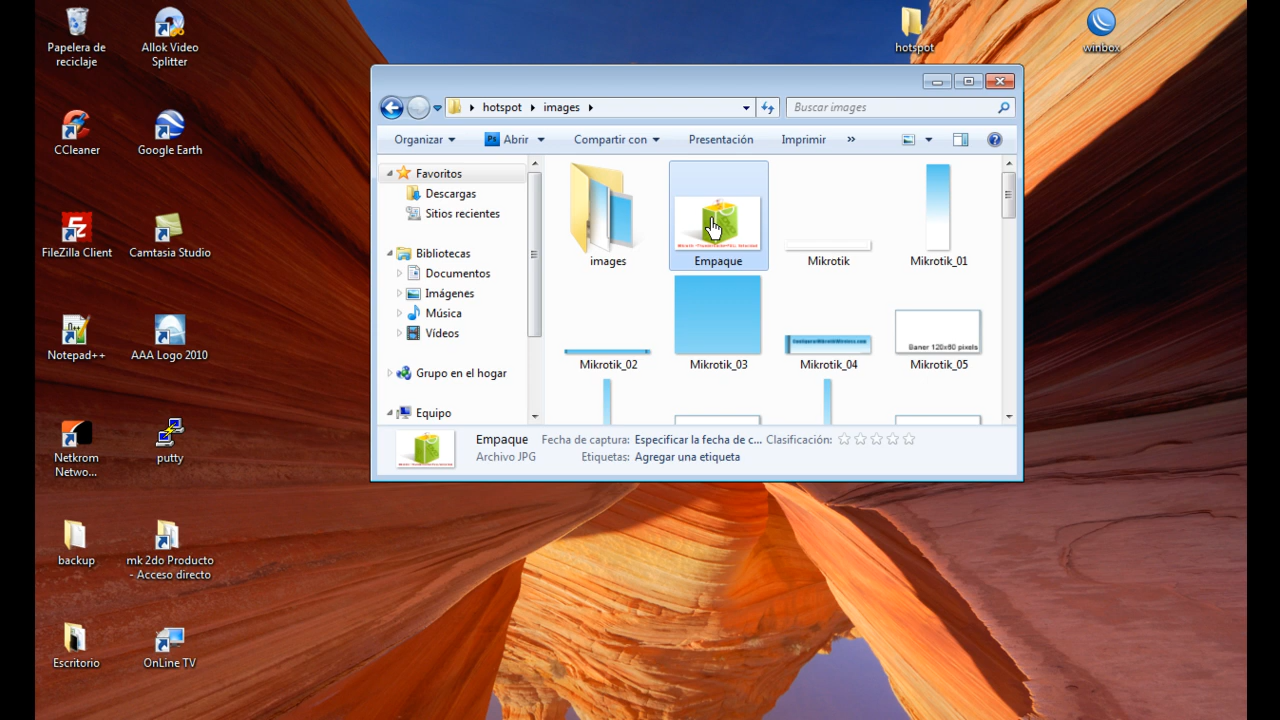 Papelera de
reciclaje
Allok Video
Splitter
hotspot
winbox
CCleaner
Google Earth
FileZilla Client
Camtasia Studio
Notepad++
AAA Logo 2010
Netkrom
Netwo...
putty
backup
mk 2do Producto
- Acceso directo
Escritorio
OnLine TV
hotspot
images
Buscar images
Organizar
Ps
Abrir
Compartir con
Presentación
Imprimir
»
Favoritos
Descargas
Sitios recientes
Bibliotecas
Documentos
Imágenes
Música
Vídeos
Grupo en el hogar
Equipo
images
Empaque
Mikrotik
Mikrotik_01
Mikrotik_02
Mikrotik_03
Mikrotik_04
Baner 120x60 pixels
Mikrotik_05
Empaque
Fecha de captura: Especificar la fecha de c...
Clasificación:
Archivo JPG
Etiquetas: Agregar una etiqueta